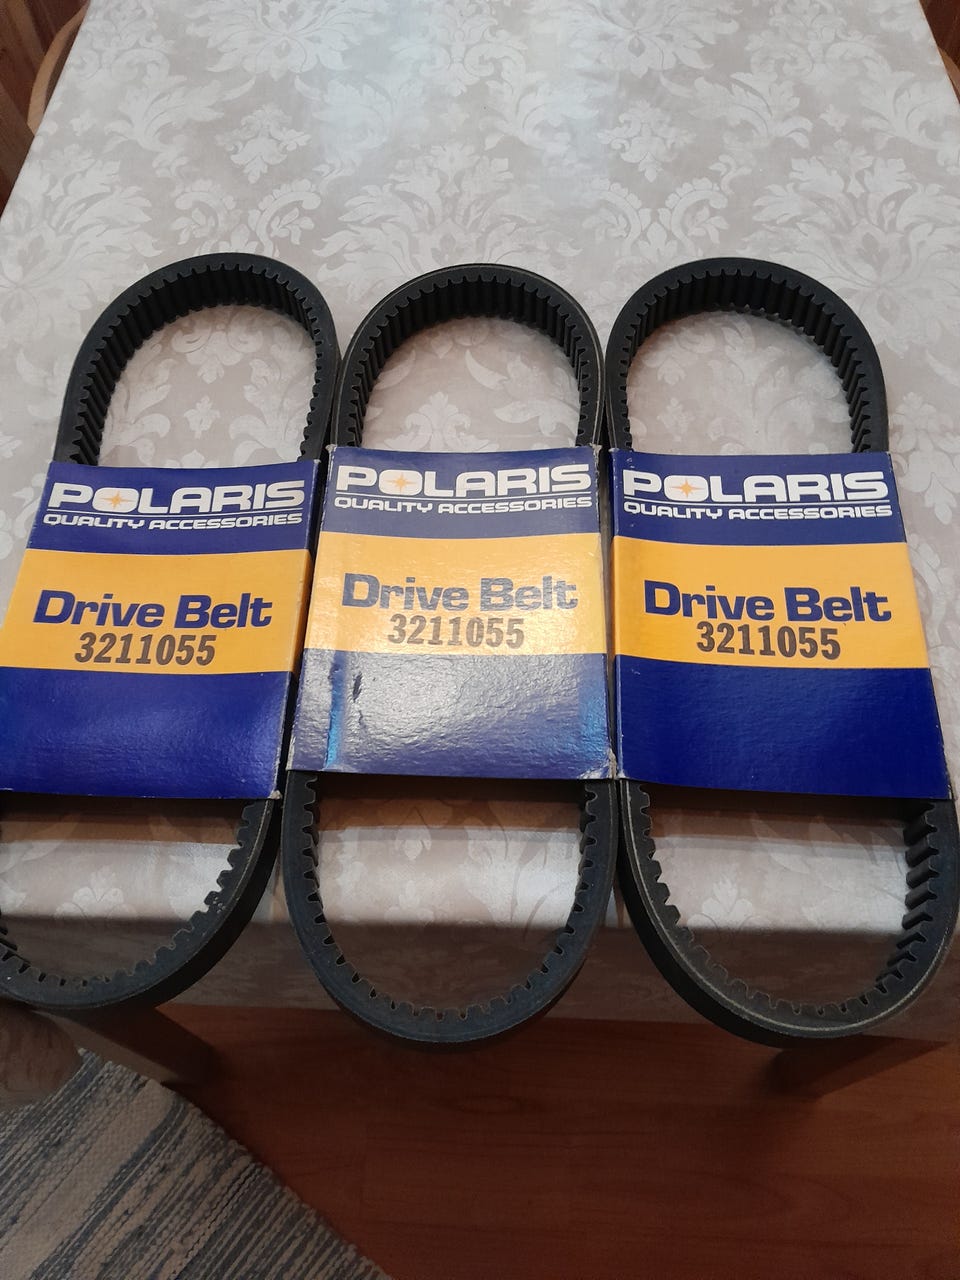 POLARIS
QUALITY ACCESSORIES
Drive Belt
3211055
POLARIS
QUALITY ACCESSORIES
Drive Belt
3211055
POLARIS
QUALITY ACCESSORIES
Drive Belt
3211055